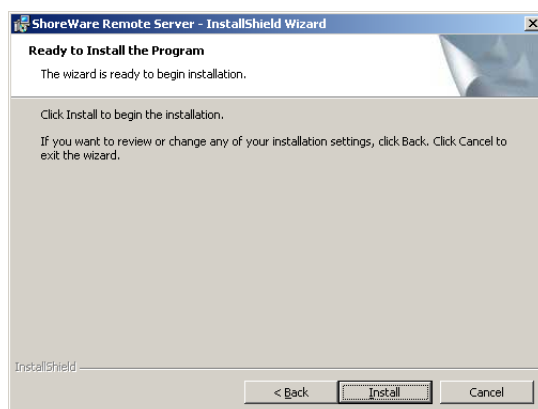 ShoreWare Remote Server - InstallShield Wizard
Ready to Install the Program
The wizard is ready to begin installation.
Click Install to begin the installation.
If you want to review or change any of your installation settings, click Back. Click Cancel to
exit the wizard.
InstallShield
< Back
Install
Cancel